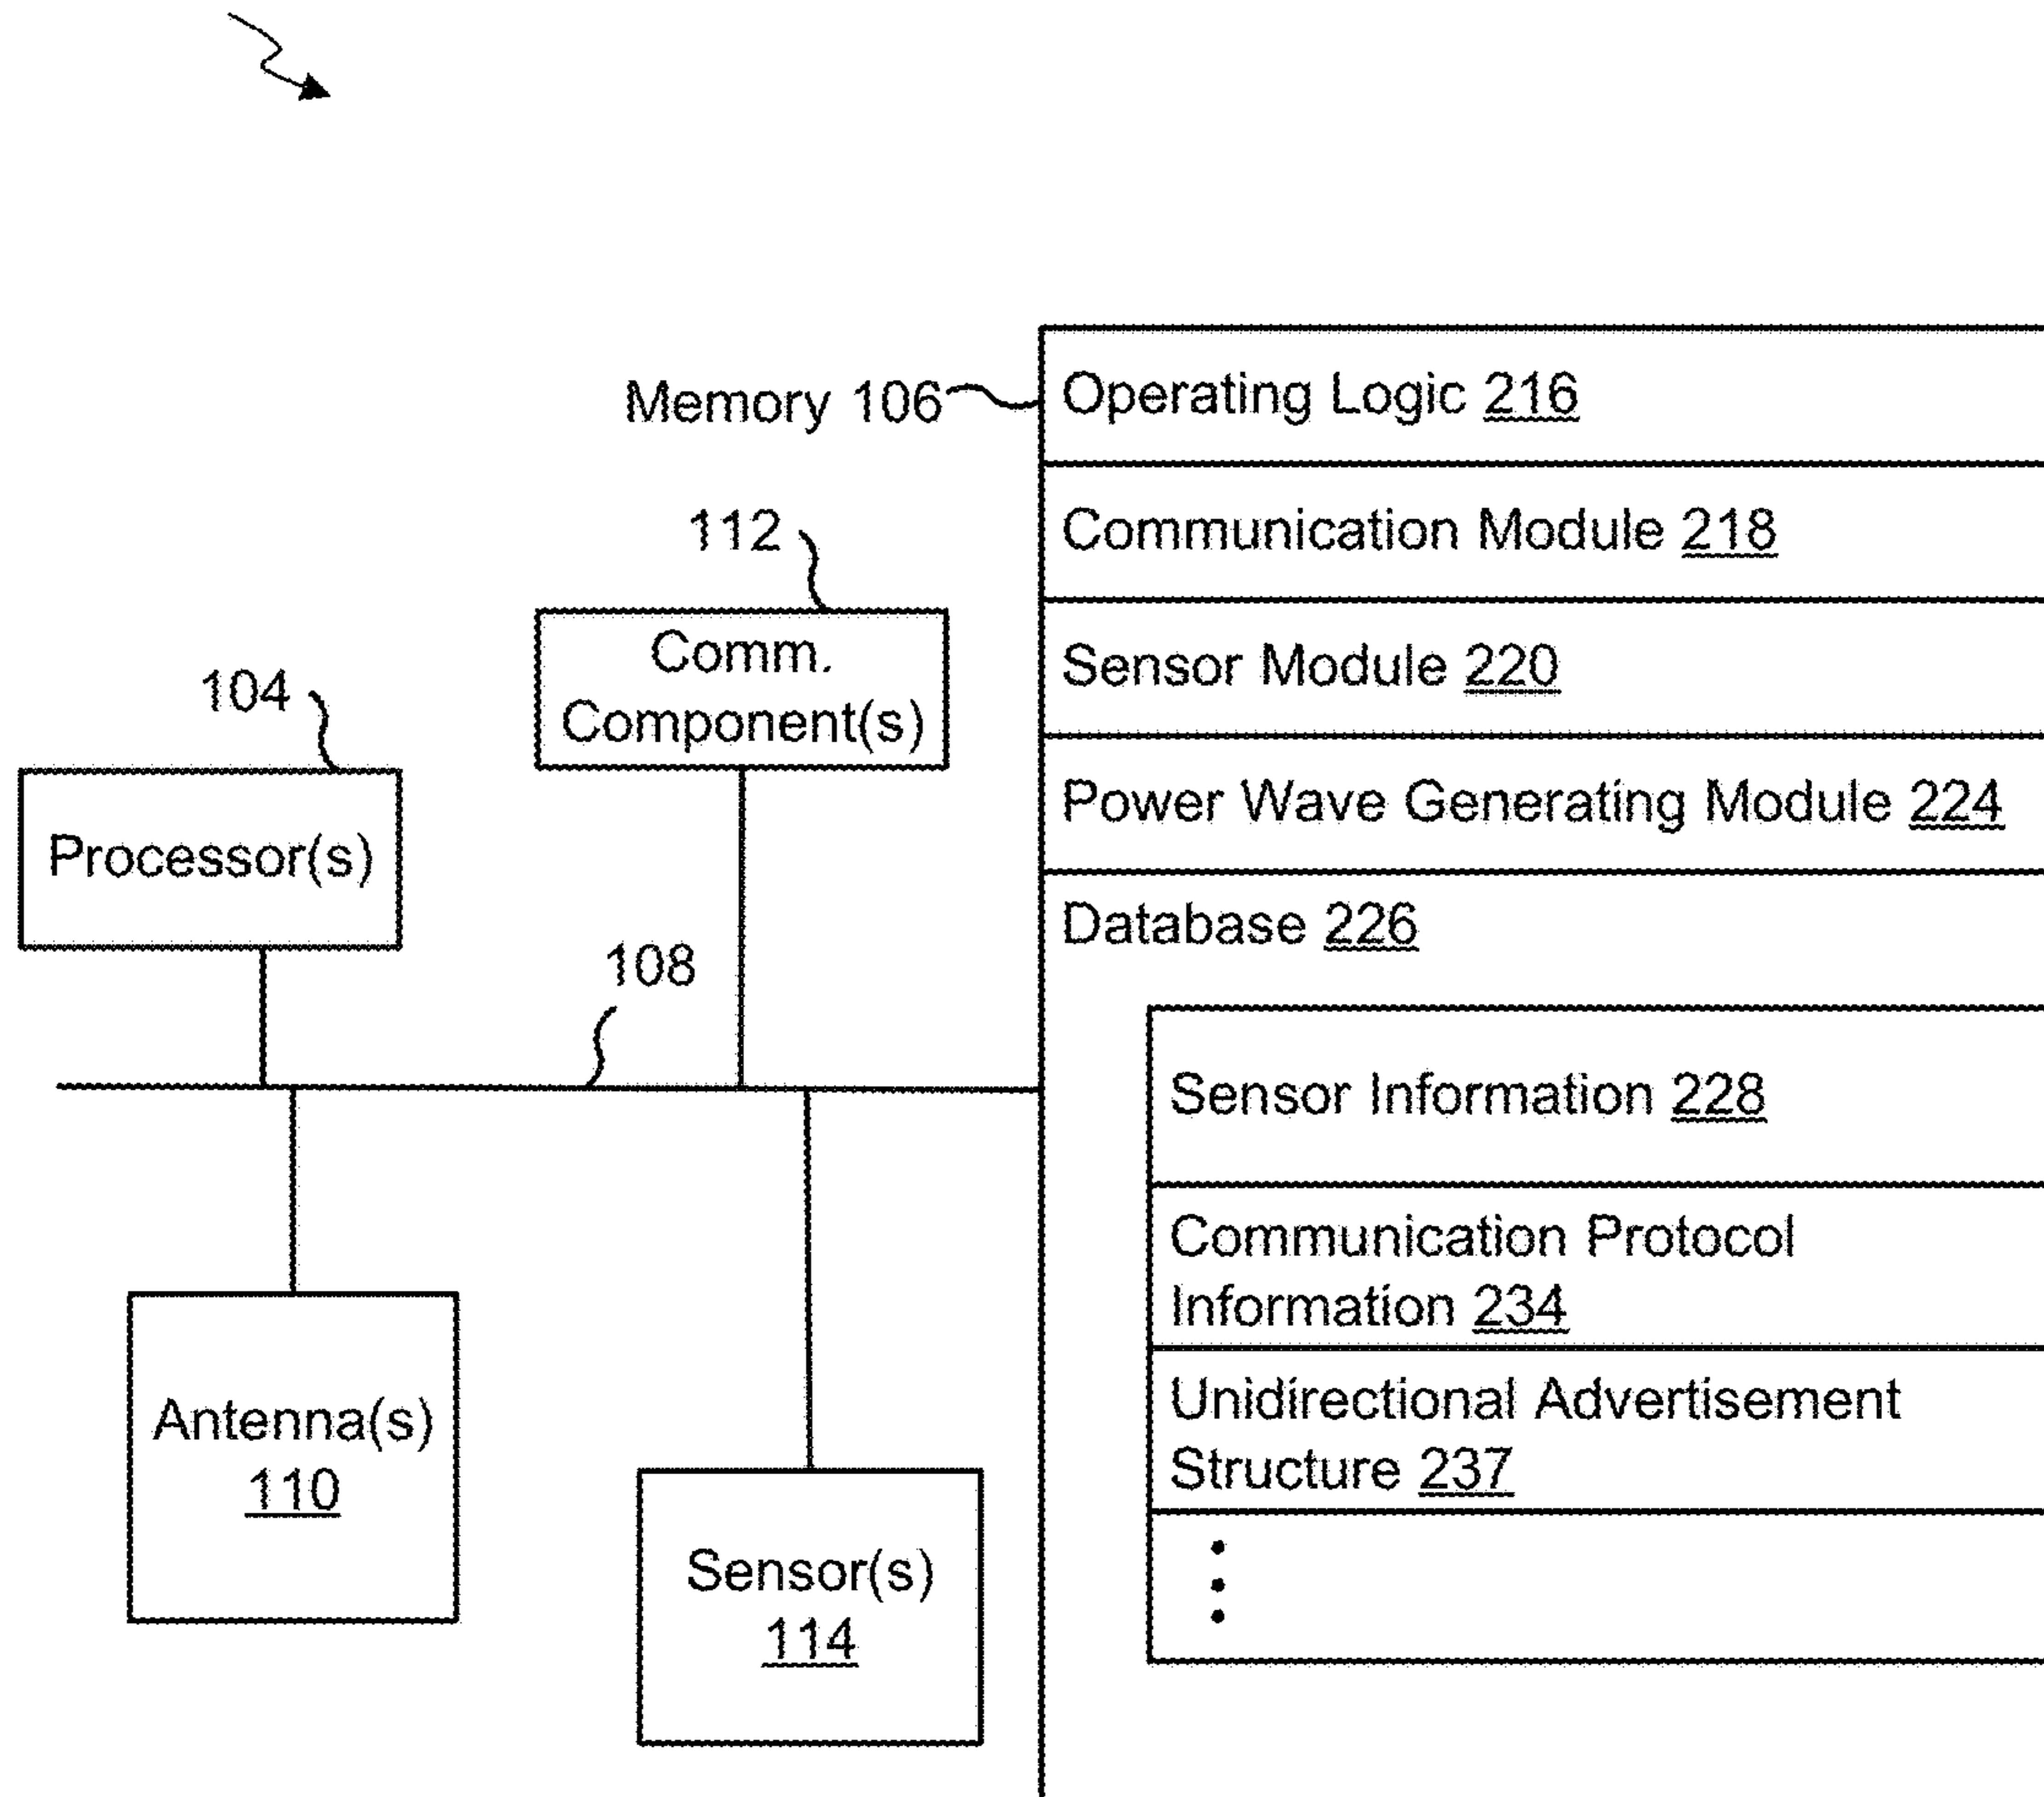 Memory 106
Operating Logic 216
Communication Module 218
Sensor Module 220
Power Wave Generating Module 224
Database 226
Sensor Information 228
Communication Protocol
Information 234
Unidirectional Advertisement
Structure 237
112
Comm.
Component(s)
104
Processor(s)
108
Antenna(s)
110
Sensor(s)
114